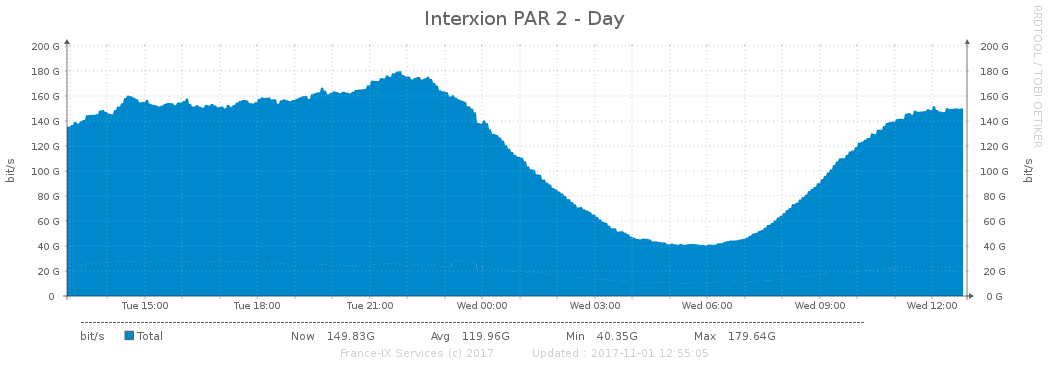 Interxion PAR 2 - Day
RRDTOOL / TOBI OETIKER
bit/s
200 G 200 G
180 G 180 G
160 G 160 G
140 G 140 G
120 G 120 G
100 G 100 G
80 G 80 G
60 G 60 G
40 G 40 G
20 G 20 G
0 0 G
bit/s
Tue 15:00 Tue 18:00 Tue 21:00 Wed 00:00 Wed 03:00 Wed 06:00 Wed 09:00 Wed 12:00
bit/s Total Now 149.83G Avg 119.96G Min 40.35G Max 179.64G
France-IX Services (c) 2017 Updated : 2017-11-01 12:55:05